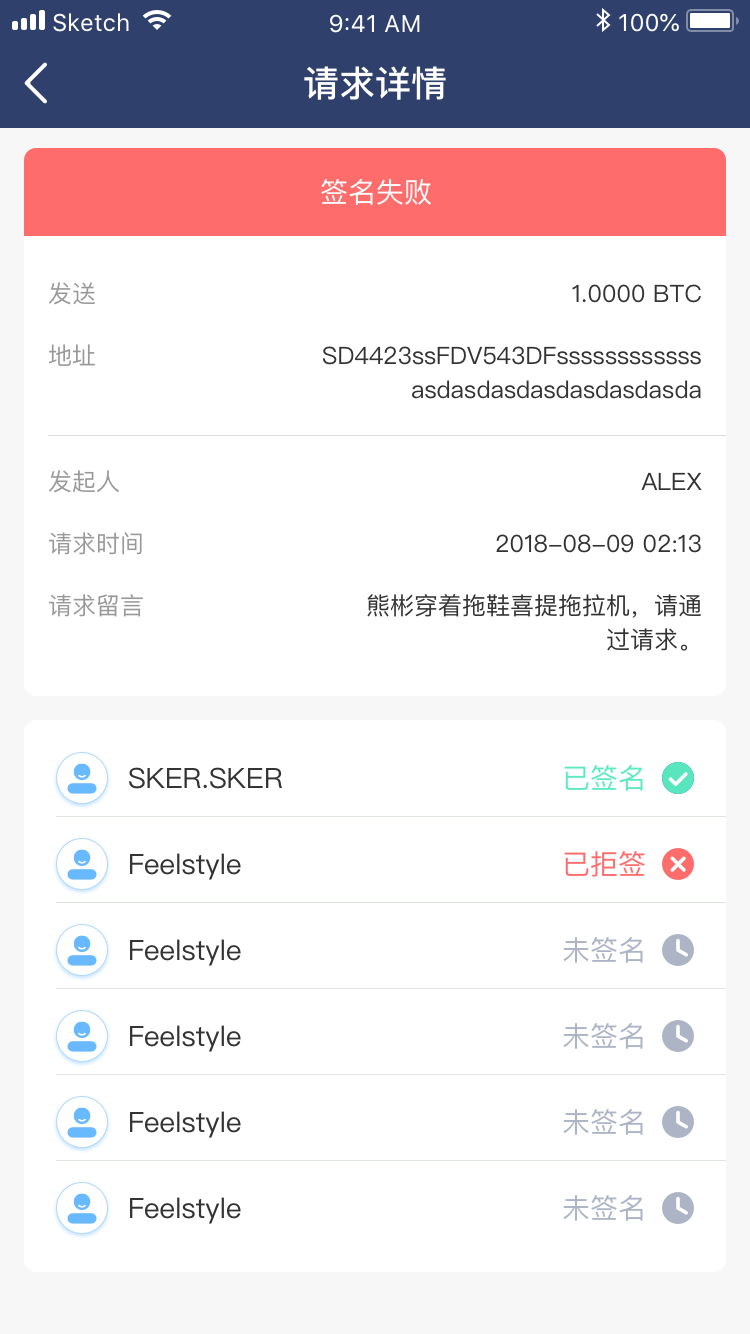 Sketch 9:41 AM 100%
请求详情
签名失败
发送 1.0000 BTC
地址 SD4423ssFDV543DFssssssssssss
asdasdasdasdasdasdasda
发起人 ALEX
请求时间 2018-08-09 02:13
请求留言 熊彬穿着拖鞋喜提拖拉机，请通
过请求。
SKER.SKER 已签名
Feelstyle 已拒签
Feelstyle 未签名
Feelstyle 未签名
Feelstyle 未签名
Feelstyle 未签名